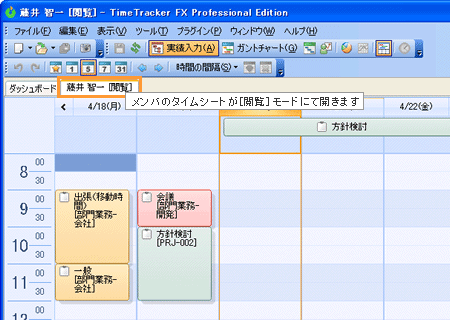 藤井 智一 [閲覧] - TimeTracker FX Professional Edition
ファイル(F) 編集(E) 表示(V) ツール(T) プラグイン(P) ウィンドウ(W) ヘルプ(H)
実績入力(A) ガントチャート(G)
1 5 7 31 時間の間隔(S)
ダッシュボード 藤井 智一 [閲覧]
メンバのタイムシートが[閲覧]モードにて開きます
4/18(月) 4/22(金)
方針検討
8 00
30
9 00
30
10 00
30
11 00
30
出張(移動時間)
[部門業務-会社]
会議
[部門業務-開発]
方針検討
[PRJ-002]
一般
[部門業務-会社]